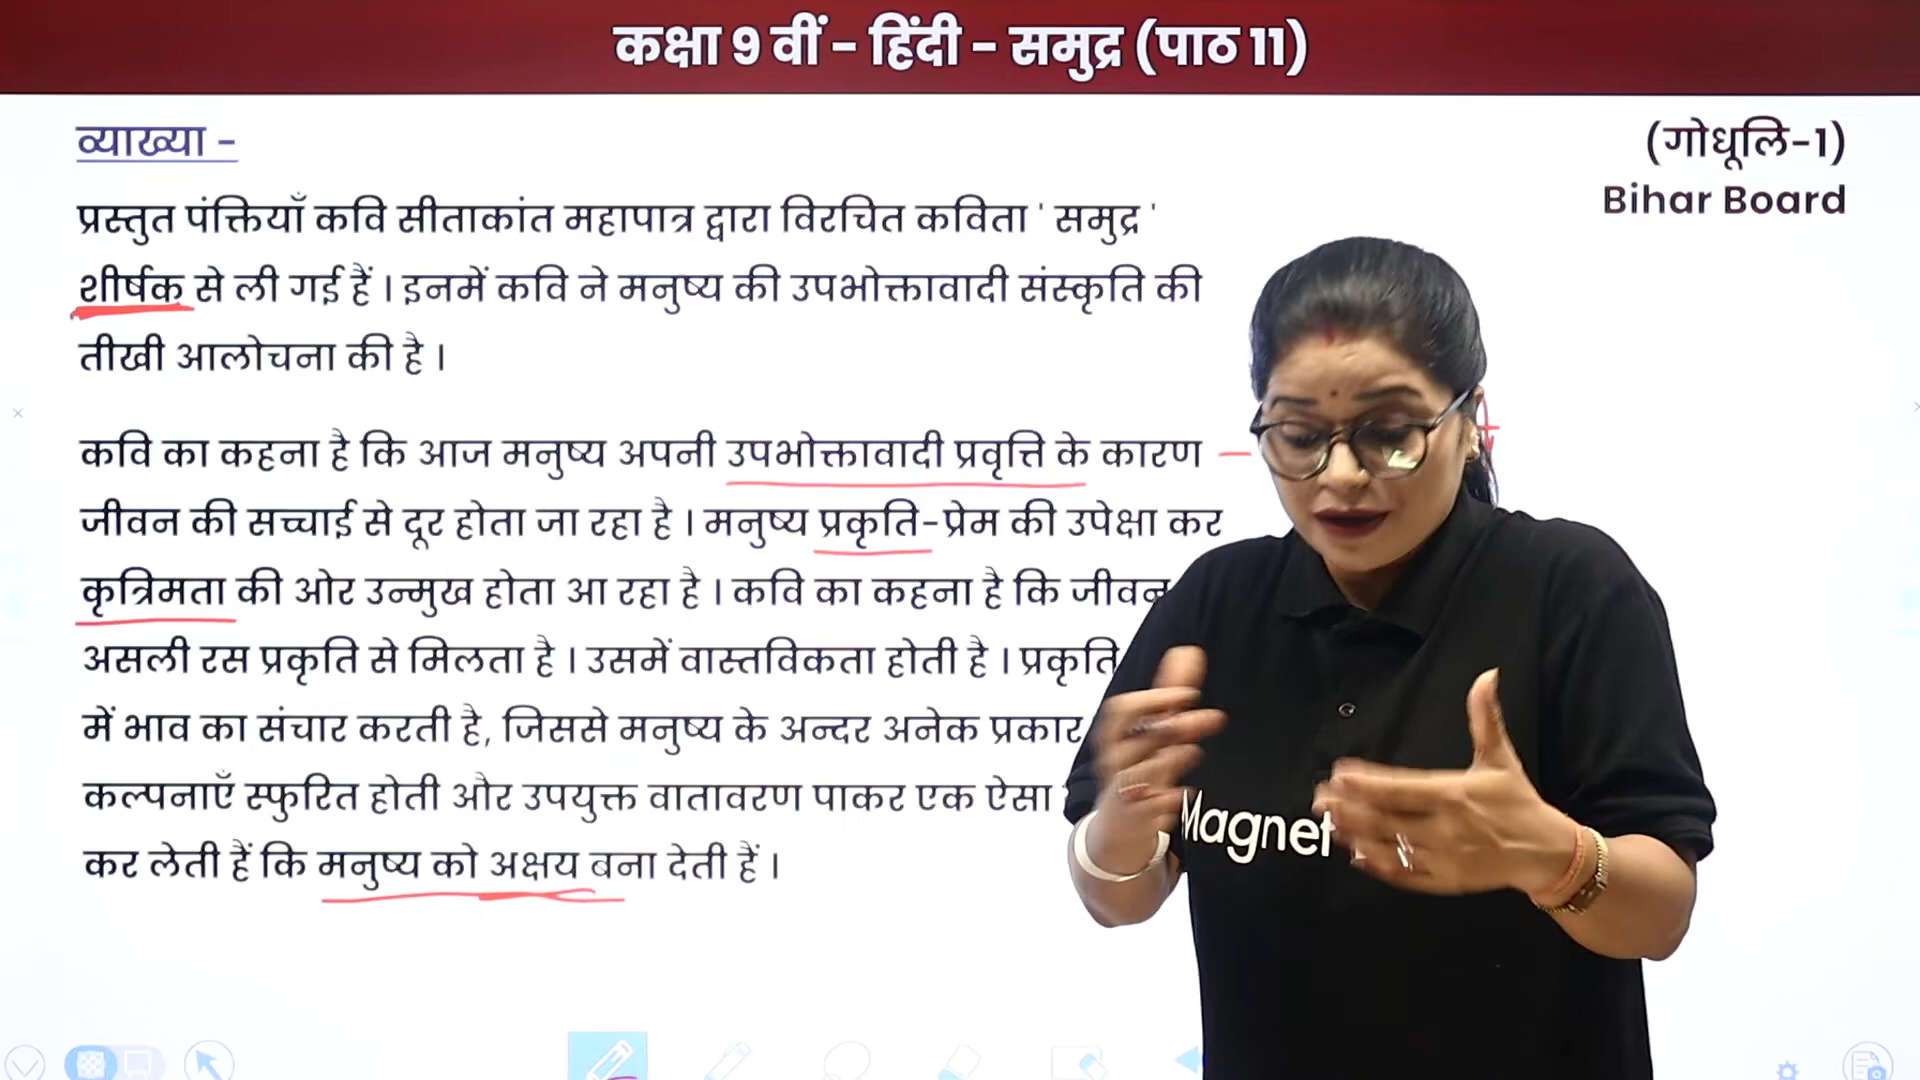 कक्षा 9 वीं - हिंदी - समुद्र (पाठ 11)
व्याख्या -
(गोधूलि-1)
Bihar Board
प्रस्तुत पंक्तियाँ कवि सीताकांत महापात्र द्वारा विरचित कविता ' समुद्र '
शीर्षक से ली गई हैं । इनमें कवि ने मनुष्य की उपभोक्तावादी संस्कृति की
तीखी आलोचना की है ।
कवि का कहना है कि आज मनुष्य अपनी उपभोक्तावादी प्रवृत्ति के कारण
जीवन की सच्चाई से दूर होता जा रहा है । मनुष्य प्रकृति-प्रेम की उपेक्षा कर
कृत्रिमता की ओर उन्मुख होता आ रहा है । कवि का कहना है कि जीवन
असली रस प्रकृति से मिलता है । उसमें वास्तविकता होती है । प्रकृति
में भाव का संचार करती है, जिससे मनुष्य के अन्दर अनेक प्रकार
कल्पनाएँ स्फुरित होती और उपयुक्त वातावरण पाकर एक ऐसा
कर लेती हैं कि मनुष्य को अक्षय बना देती हैं ।
Magnet